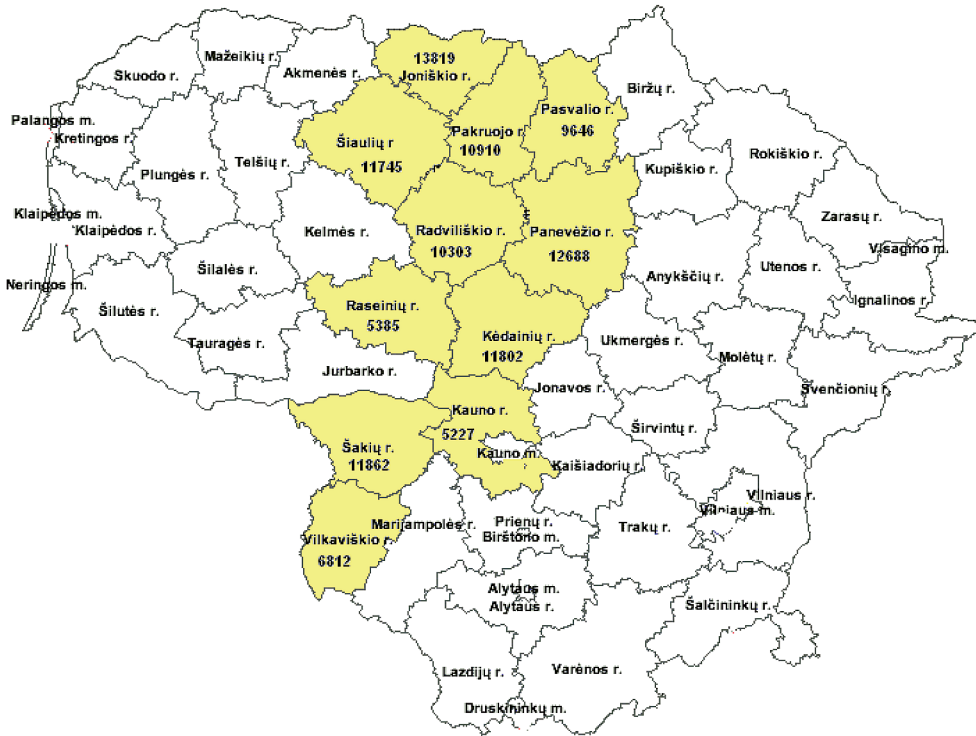 Mažeikių r.
13819
Joniškio r.
Skuodo r.
Akmenės r.
Biržų r.
Pasvalio r.
9646
Palangos m.
Kretingos r.
Šiaulių r
11745
Pakruojo r.
10910
Telšių r.
Plungės r.
Kupiškio r.
Rokiškio r.
Klaipėdos m.
Klaipėdos r.
Kelmės r.
Radviliškio r.
10303
Panevėžio r.
12688
Zarasų r.
Visagino m.
Šilalės r.
Anykščių r.
Utenos r.
Neringos m.
Šilutės r.
Raseinių r.
5385
Ignalinos r.
Tauragės r.
Kėdainių r.
11802
Ukmergės r.
Molėtų r.
Jurbarko r.
Jonavos r.
Švenčionių r.
Kauno r.
5227
Širvintų r.
Šakių r.
11862
Kauno m.
Kaišiadorių r.
Vilniaus r.
Vilniaus m.
Marijampolės r.
Prienų r.
Birštono m.
Trakų r.
Vilkaviškio r.
6812
Alytaus m.
Alytaus r.
Šalčininkų r.
Lazdijų r.
Varėnos r.
Druskininkų m.